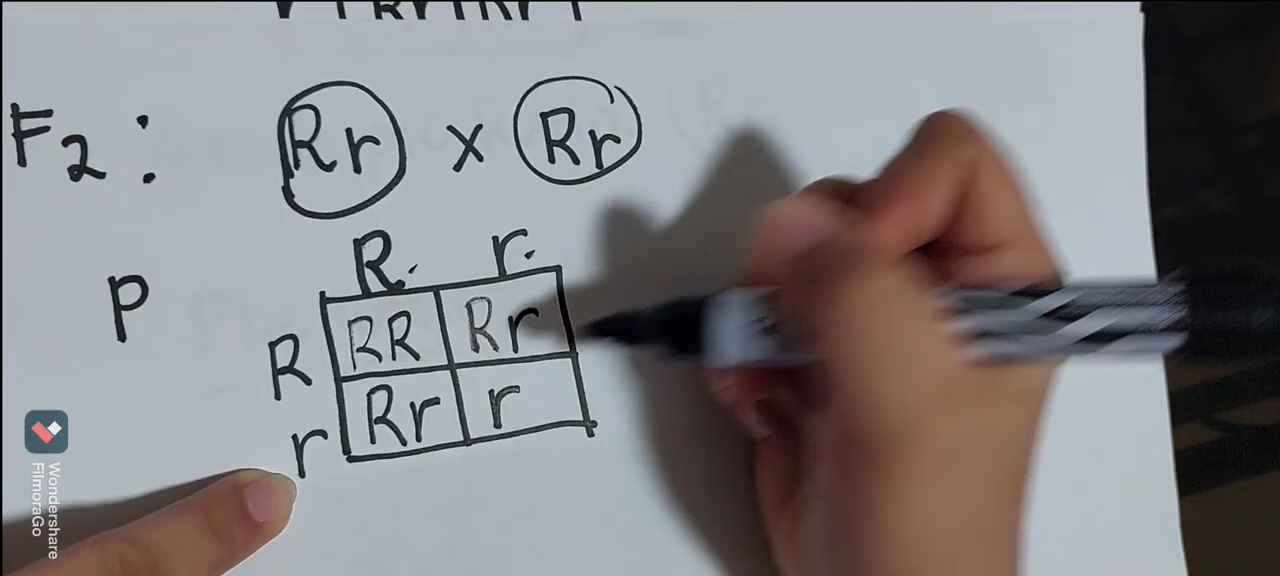 F2: Rr x Rr
R r
P
R RR Rr
r Rr r
Wondershare
FilmoraGo